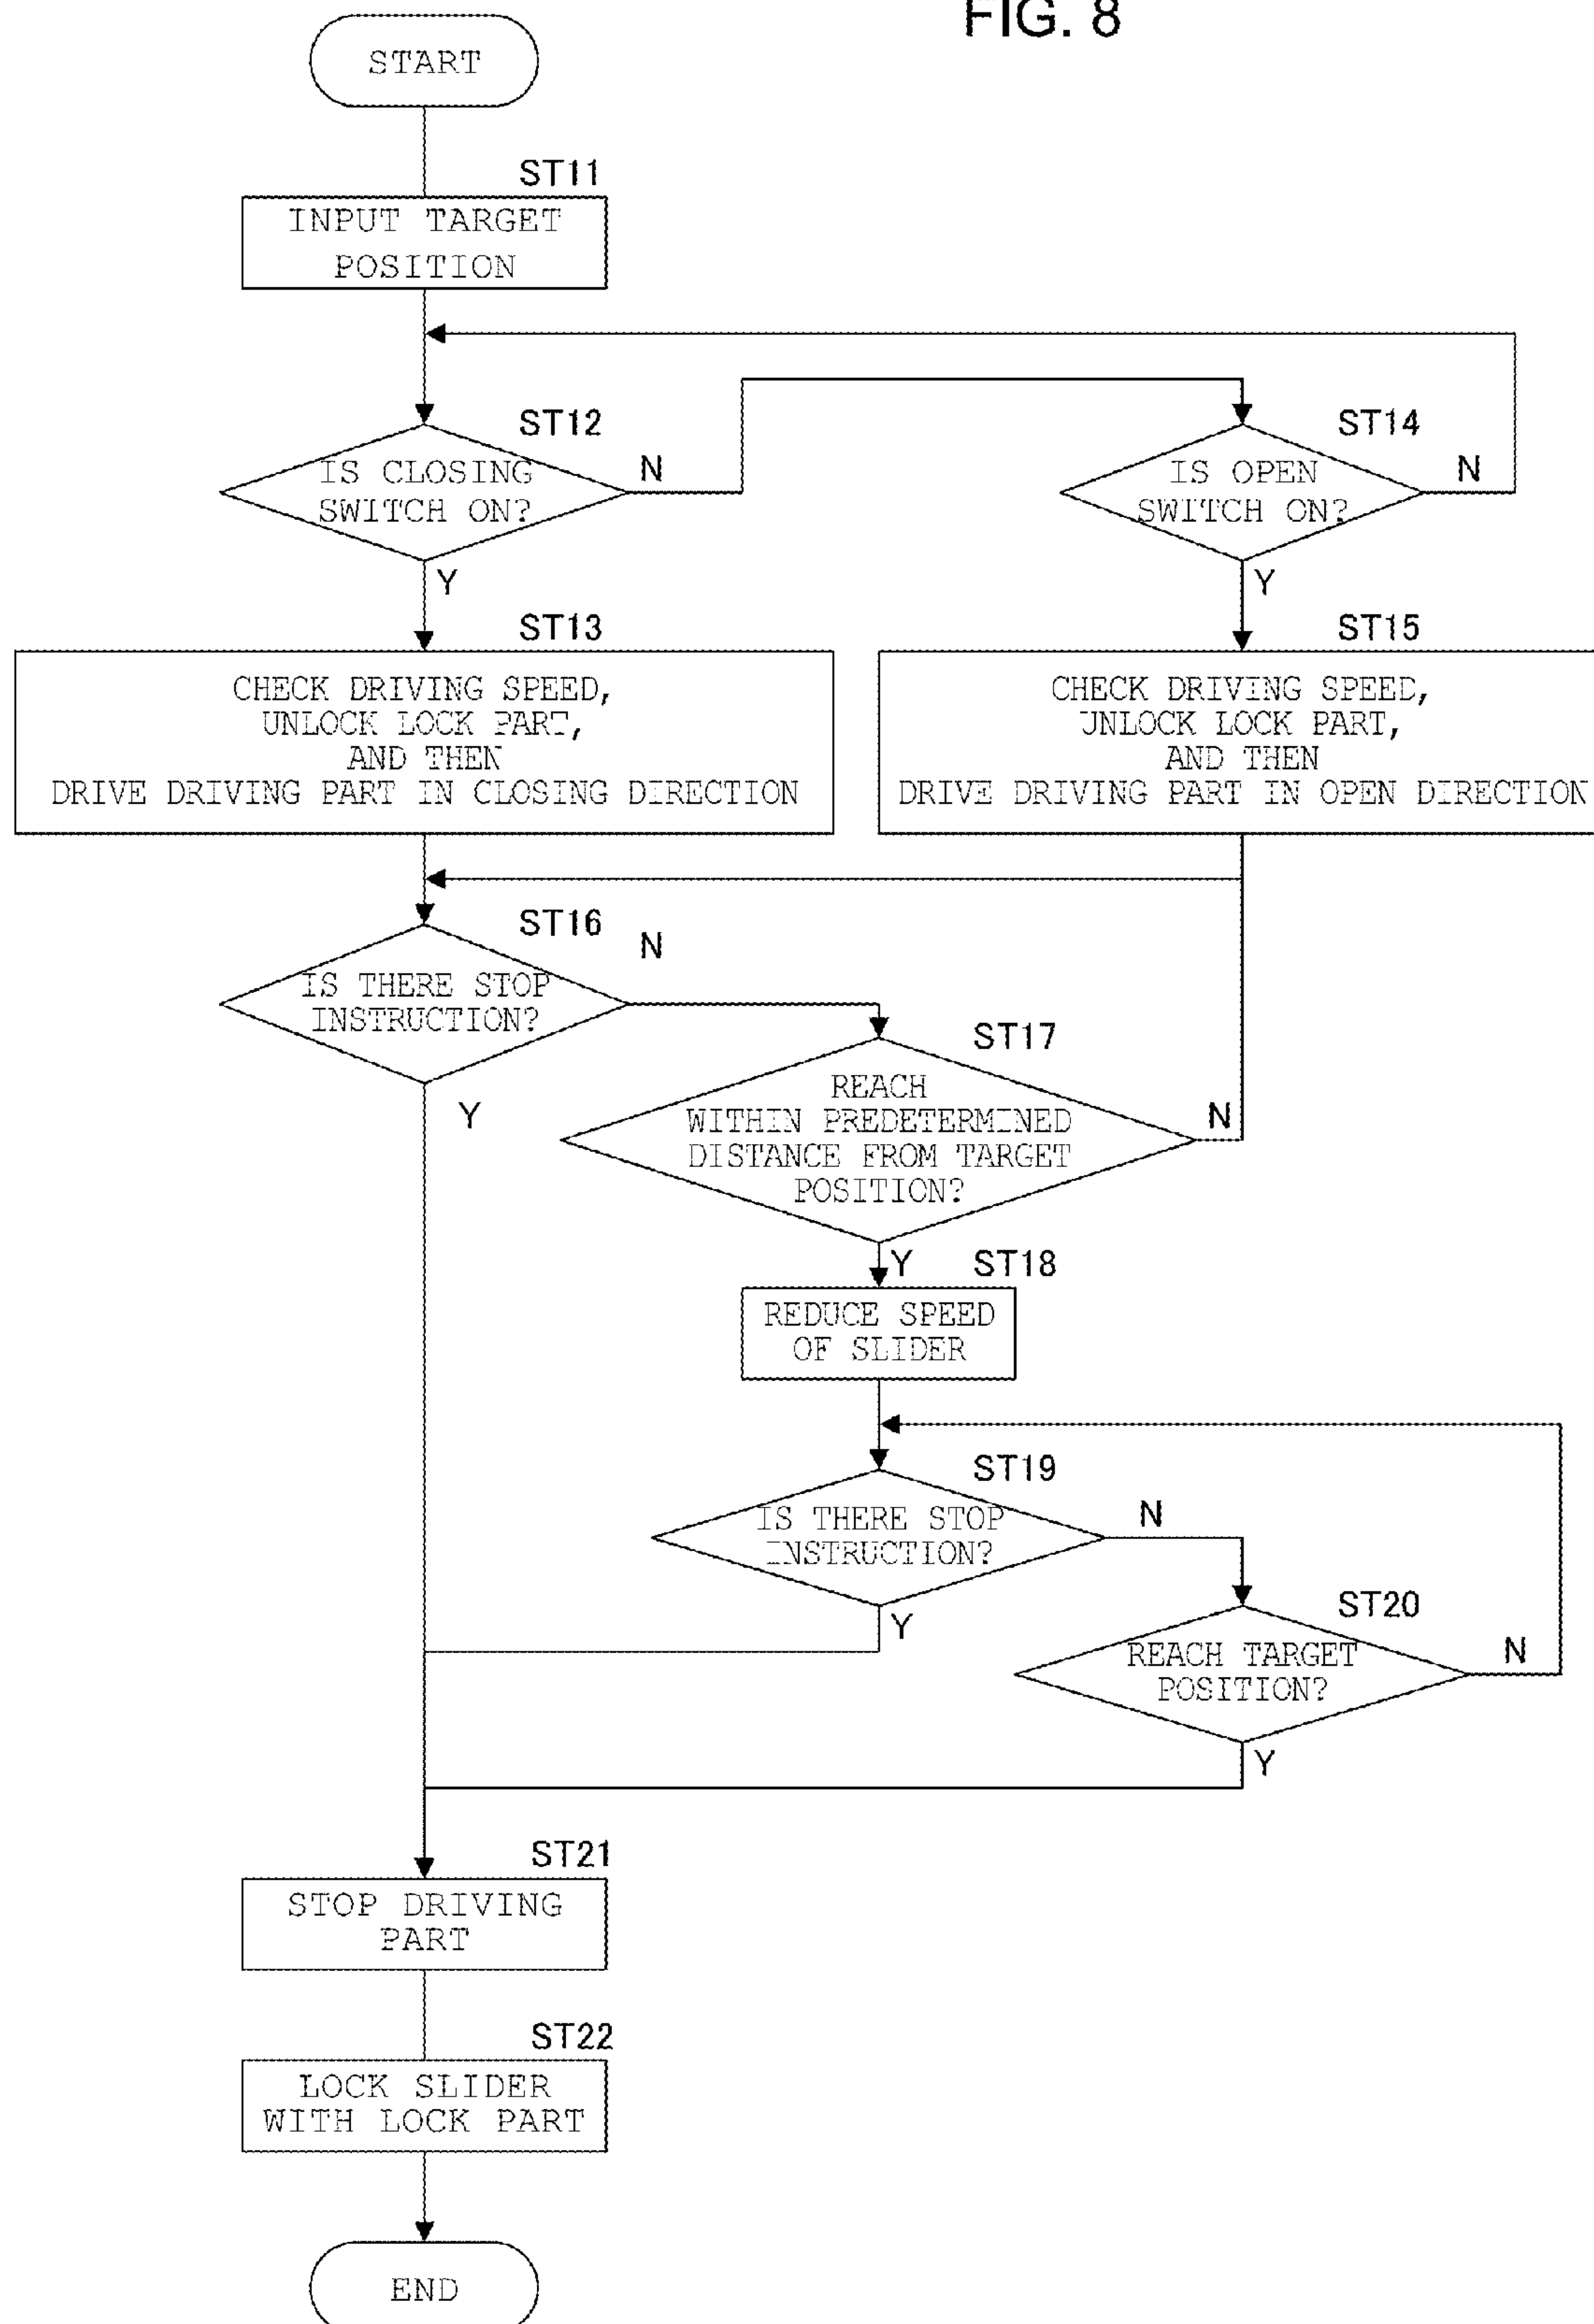 FIG. 8
START
ST11
INPUT TARGET
POSITION
ST12
IS CLOSING
SWITCH ON?
N
Y
ST14
IS OPEN
SWITCH ON?
N
Y
ST13
CHECK DRIVING SPEED,
UNLOCK LOCK PART,
AND THEN
DRIVE DRIVING PART IN CLOSING DIRECTION
ST15
CHECK DRIVING SPEED,
UNLOCK LOCK PART,
AND THEN
DRIVE DRIVING PART IN OPEN DIRECTION
ST16
IS THERE STOP
INSTRUCTION?
N
Y
ST17
REACH
WITHIN PREDETERMINED
DISTANCE FROM TARGET
POSITION?
N
Y
ST18
REDUCE SPEED
OF SLIDER
ST19
IS THERE STOP
INSTRUCTION?
N
Y
ST20
REACH TARGET
POSITION?
N
Y
ST21
STOP DRIVING
PART
ST22
LOCK SLIDER
WITH LOCK PART
END